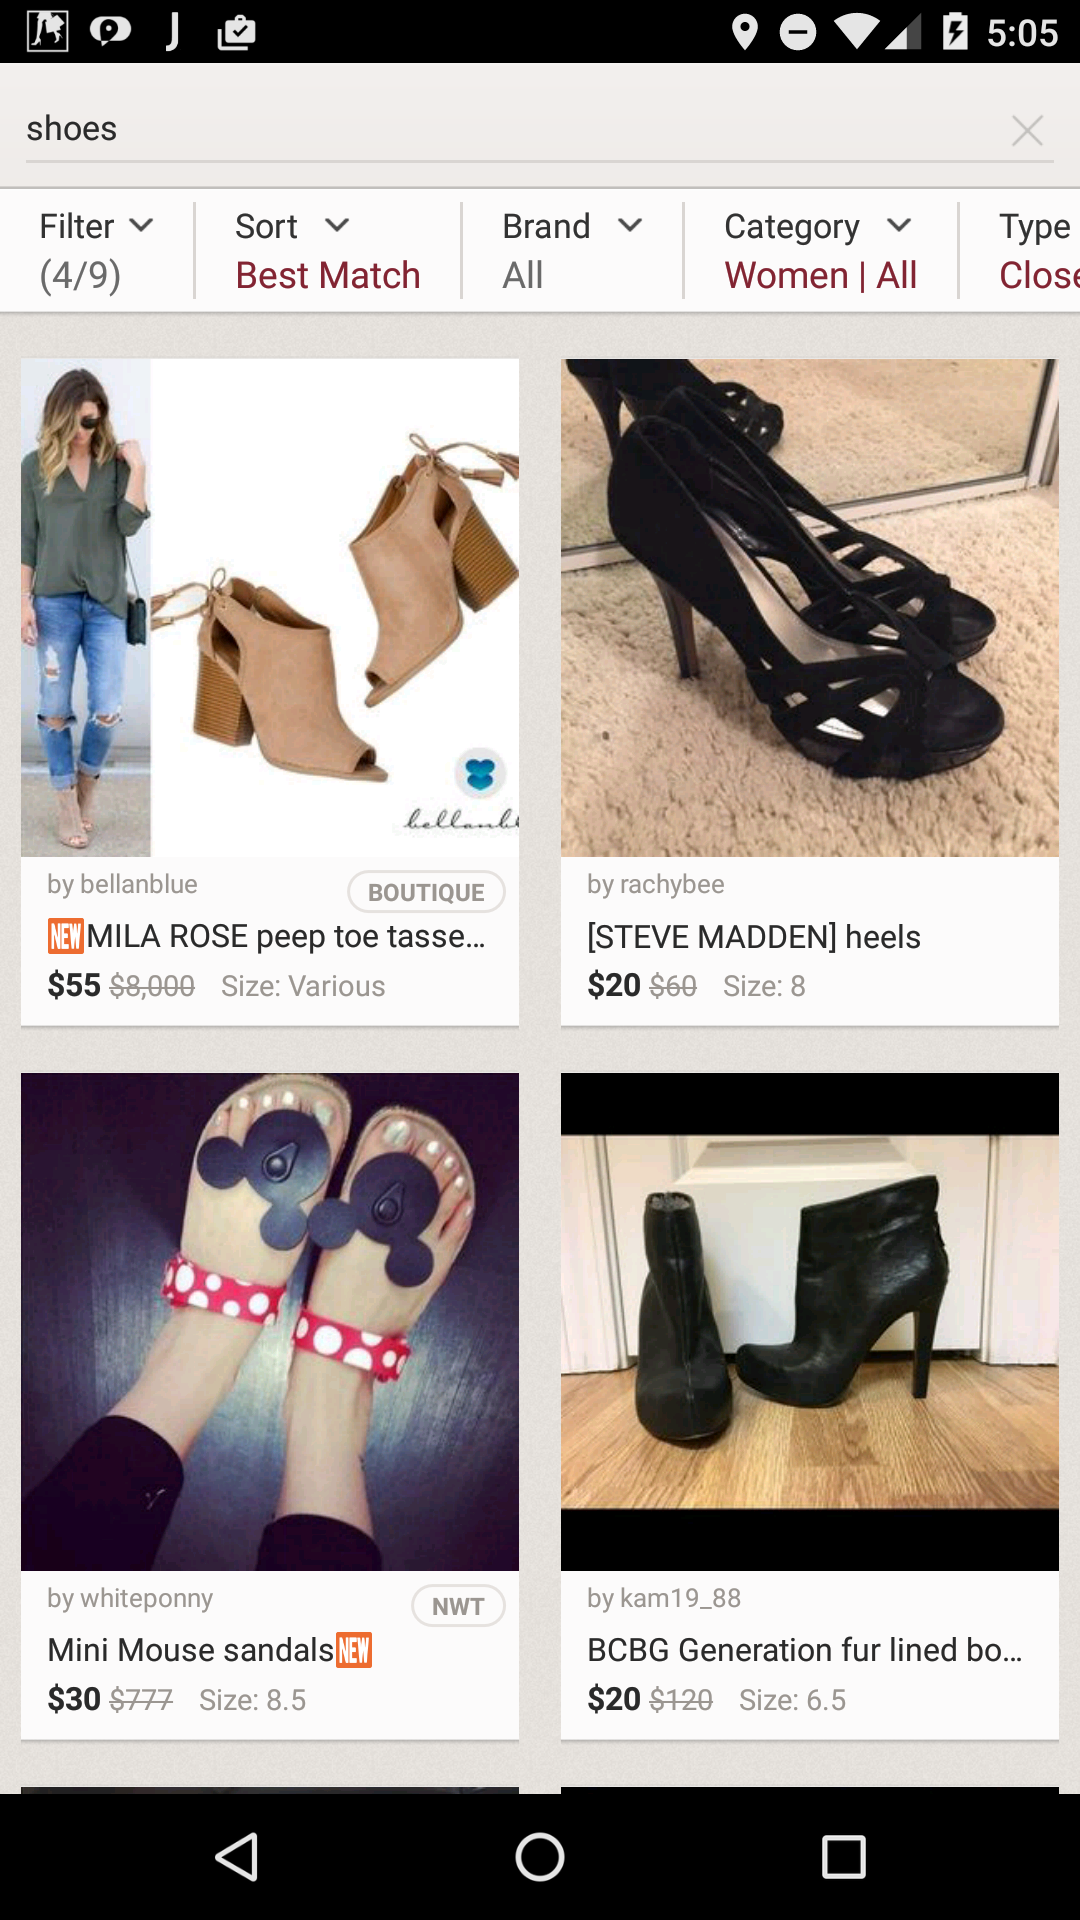 5:05
shoes
Filter
(4/9)
Sort
Best Match
Brand
All
Category
Women | All
Type
Close
by bellanblue
BOUTIQUE
🆕MILA ROSE peep toe tasse...
$55 $8,000 Size: Various
by rachybee
[STEVE MADDEN] heels
$20 $60 Size: 8
by whiteponny
NWT
Mini Mouse sandals🆕
$30 $777 Size: 8.5
by kam19_88
BCBG Generation fur lined bo...
$20 $120 Size: 6.5